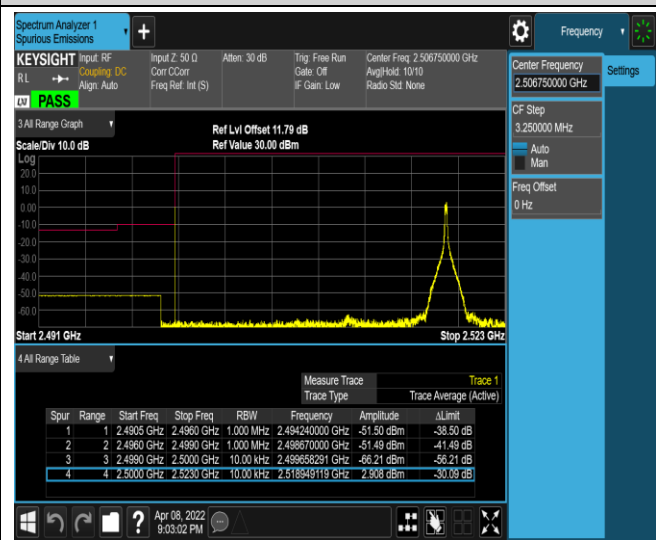 Spectrum Analyzer 1
Spurious Emissions
Frequency
KEYSIGHT
RL
Input: RF
Coupling: DC
Align: Auto
Input Z: 50 Ω
Corr CCorr
Freq Ref: Int (S)
Atten: 30 dB
Trig: Free Run
Gate: Off
IF Gain: Low
Center Freq: 2.506750000 GHz
Avg|Hold: 10/10
Radio Std: None
LXI PASS
Center Frequency
2.506750000 GHz
Settings
CF Step
3.250000 MHz
Auto
Man
Freq Offset
0 Hz
3 All Range Graph
Scale/Div 10.0 dB
Ref Lvl Offset 11.79 dB
Ref Value 30.00 dBm
Log
20.0
10.0
0.00
-10.0
-20.0
-30.0
-40.0
-50.0
-60.0
Start 2.491 GHz
Stop 2.523 GHz
4 All Range Table
Measure Trace Trace 1
Trace Type Trace Average (Active)
Spur Range Start Freq Stop Freq RBW Frequency Amplitude ΔLimit
1 1 2.4905 GHz 2.4960 GHz 1.000 MHz 2.494240000 GHz -51.50 dBm -38.50 dB
2 2 2.4960 GHz 2.4990 GHz 1.000 MHz 2.498670000 GHz -51.49 dBm -41.49 dB
3 3 2.4990 GHz 2.5000 GHz 10.00 kHz 2.499658291 GHz -66.21 dBm -56.21 dB
4 4 2.5000 GHz 2.5230 GHz 10.00 kHz 2.518949119 GHz 2.908 dBm -30.09 dB
Apr 08, 2022
9:03:02 PM